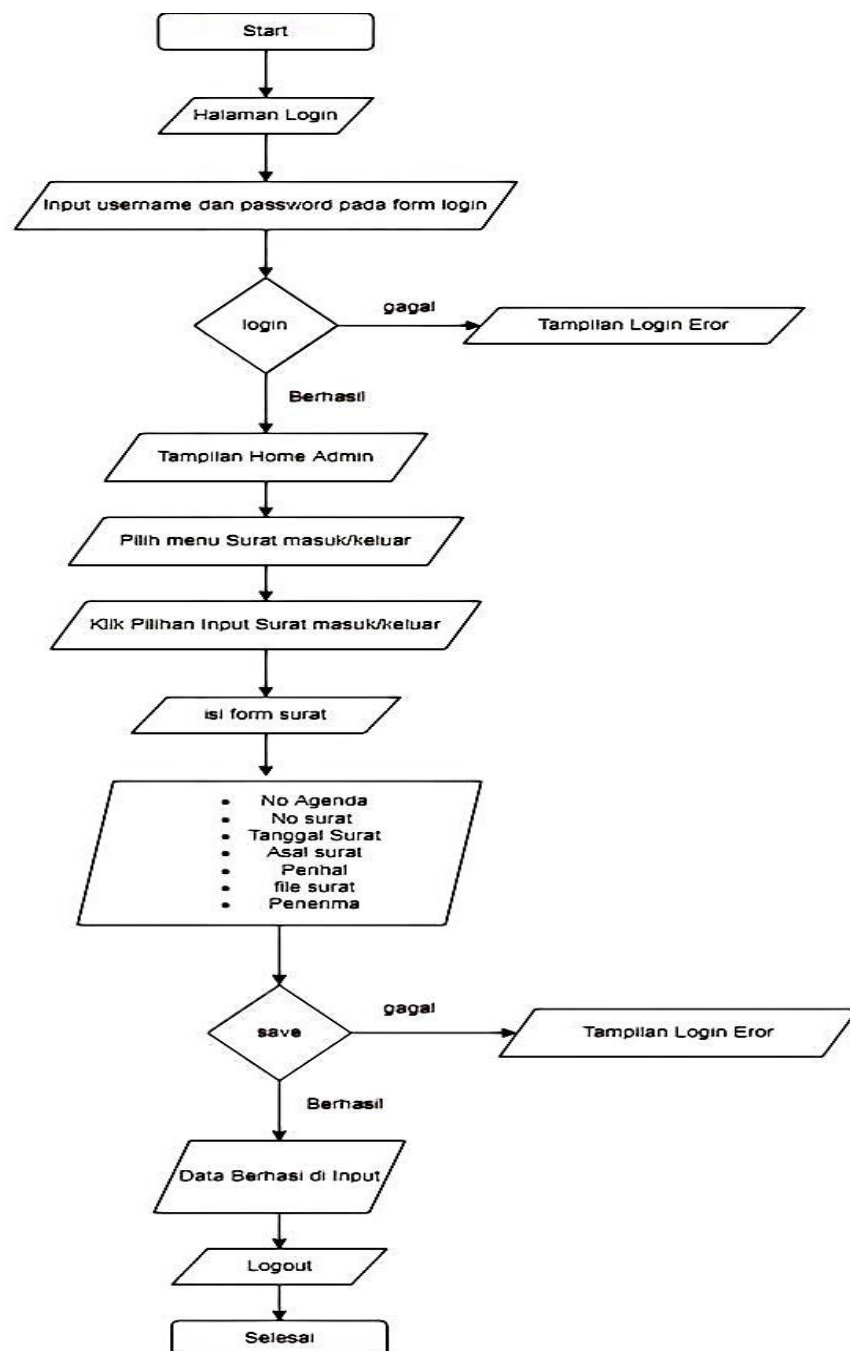 Start
Halaman Login
Input username dan password pada form login
login
gagal
Tampilan Login Eror
Berhasil
Tampilan Home Admin
Pilih menu Surat masuk/keluar
Klik Pilihan Input Surat masuk/keluar
isi form surat
• No Agenda
• No surat
• Tanggal Surat
• Asal surat
• Perihal
• file surat
• Penerima
save
gagal
Tampilan Login Eror
Berhasil
Data Berhasi di Input
Logout
Selesai